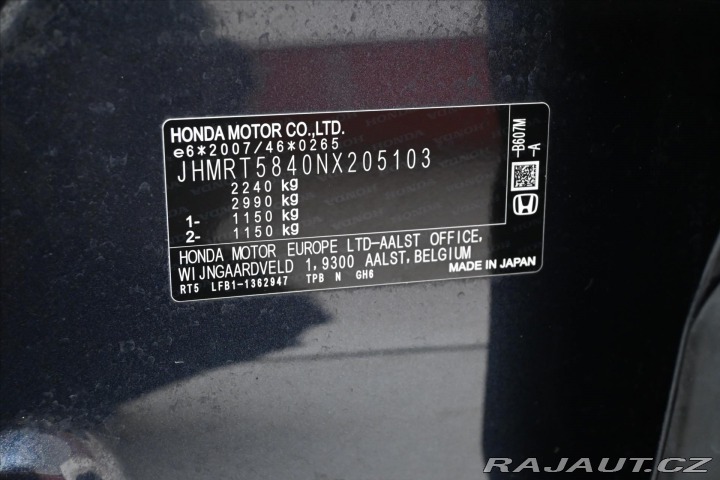 HONDA MOTOR CO.,LTD.
e6*2007/46*0265
JHMRT5840NX205103
2240 kg
2990 kg
1- 1150 kg
2- 1150 kg
HONDA MOTOR EUROPE LTD-AALST OFFICE,
WIJNGAARDVELD 1,9300 AALST,BELGIUM
RT5 LFB1-1362947 TPB N GH6
MADE IN JAPAN
-B607M
-A
RAJAUT.CZ